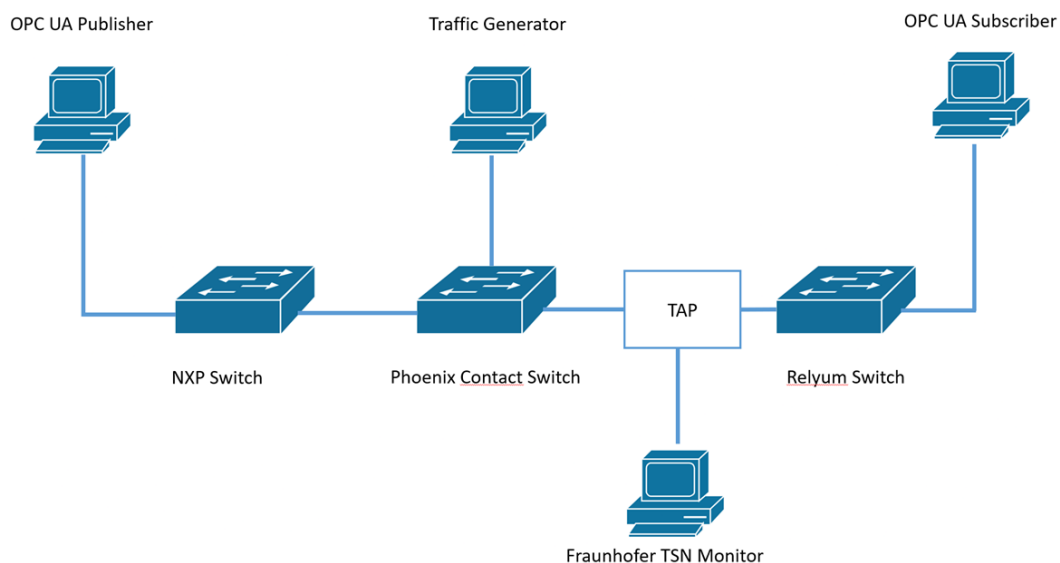 OPC UA Publisher
Traffic Generator
OPC UA Subscriber
TAP
NXP Switch
Phoenix Contact Switch
Relyum Switch
Fraunhofer TSN Monitor